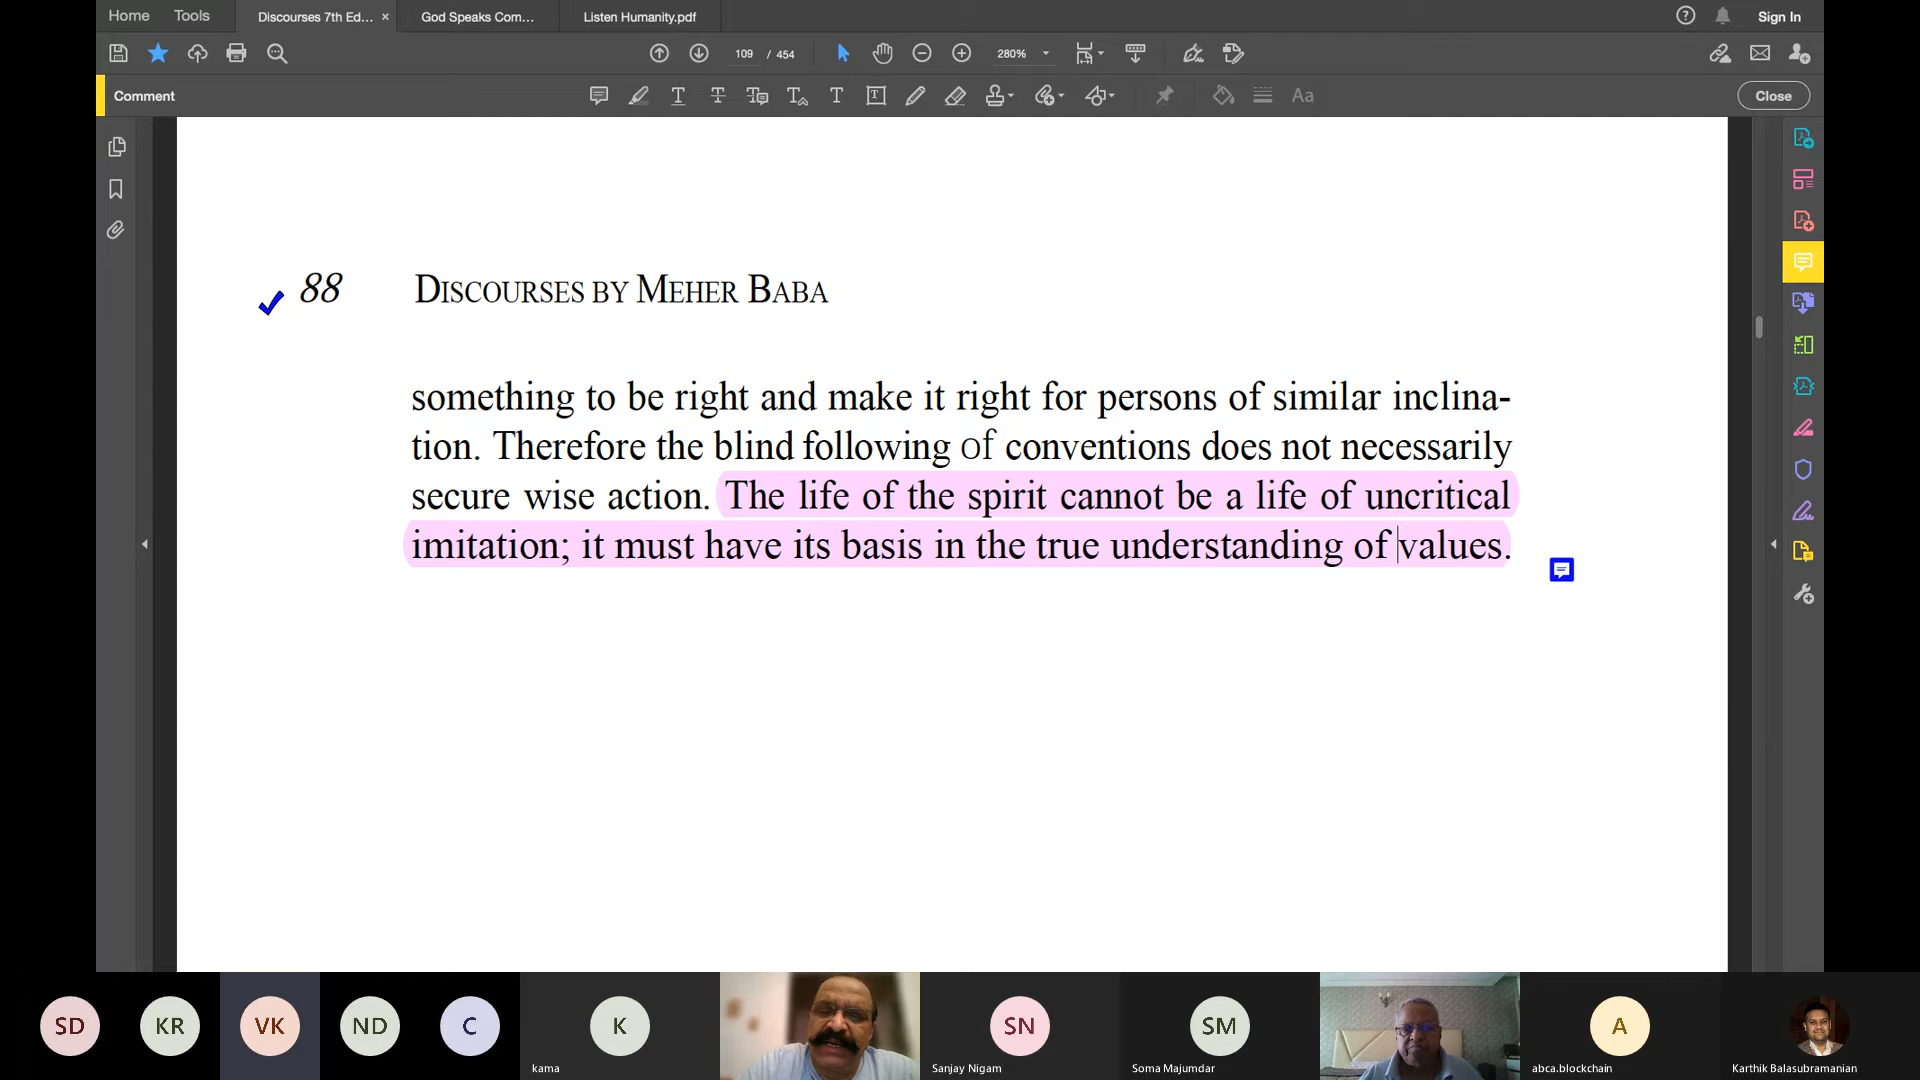 Home Tools Discourses 7th Ed... × God Speaks Com... Listen Humanity.pdf Sign In
109 / 454 280%
Comment Aa Close
88 DISCOURSES BY MEHER BABA
something to be right and make it right for persons of similar inclina-
tion. Therefore the blind following of conventions does not necessarily
secure wise action. The life of the spirit cannot be a life of uncritical
imitation; it must have its basis in the true understanding of values.
SD KR VK ND C K SN SM A
kama Sanjay Nigam Soma Majumdar abca.blockchain Karthik Balasubramanian